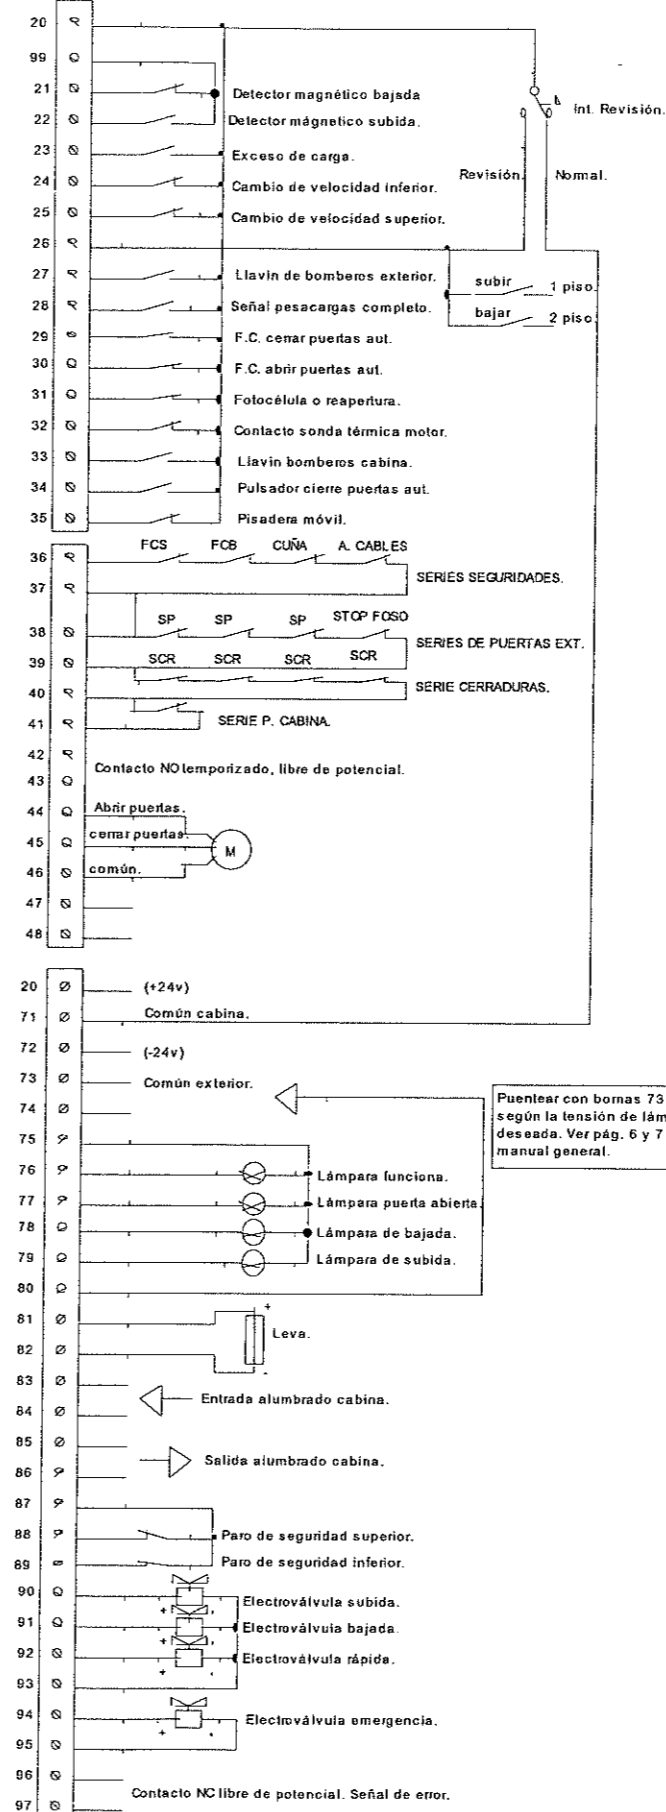 20
99
21 Detector magnético bajada
22 Detector mágnetico subida.
Int. Revisión.
23 Exceso de carga.
24 Cambio de velocidad inferior.
Revisión. Normal.
25 Cambio de velocidad superior.
26
27 Llavin de bomberos exterior.
subir 1 piso.
28 Señal pesacargas completo.
bajar 2 piso
29 F.C. cerrar puertas aut.
30 F.C. abrir puertas aut.
31 Fotocélula o reapertura.
32 Contacto sonda térmica motor.
33 Llavin bomberos cabina.
34 Pulsador cierre puertas aut.
35 Pisadera móvil.
FCS FCB CUÑA A. CABLES
36
SERIES SEGURIDADES.
37
SP SP SP STOP FOSO
38
SERIES DE PUERTAS EXT.
39 SCR SCR SCR SCR
SERIE CERRADURAS.
40
41 SERIE P. CABINA.
42
Contacto NO temporizado, libre de potencial.
43
44 Abrir puertas.
45 cerrar puertas.
M
46 común.
47
48
20 (+24v)
71 Común cabina.
72 (-24v)
73 Común exterior.
74
Puentear con bornas 73
según la tensión de lám
deseada. Ver pág. 6 y 7
manual general.
75
76 Lámpara funciona.
77 Lámpara puerta abierta
78 Lámpara de bajada.
79 Lámpara de subida.
80
81 +
Leva.
82 -
83
Entrada alumbrado cabina.
84
85
Salida alumbrado cabina.
86
87
88 Paro de seguridad superior.
89 Paro de seguridad inferior.
90 Electroválvula subida.
+ -
91 Electroválvula bajada.
+ -
92 Electroválvula rápida.
+ -
93
94 Electroválvula emergencia.
+ -
95
96
Contacto NC libre de potencial. Señal de error.
97